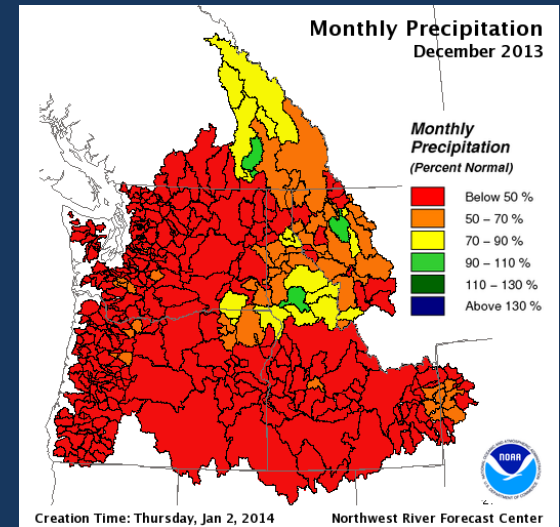 Monthly Precipitation
December 2013
Monthly
Precipitation
(Percent Normal)
Below 50 %
50 – 70 %
70 – 90 %
90 – 110 %
110 – 130 %
Above 130 %
NOAA
2.
Creation Time: Thursday, Jan 2, 2014
Northwest River Forecast Center